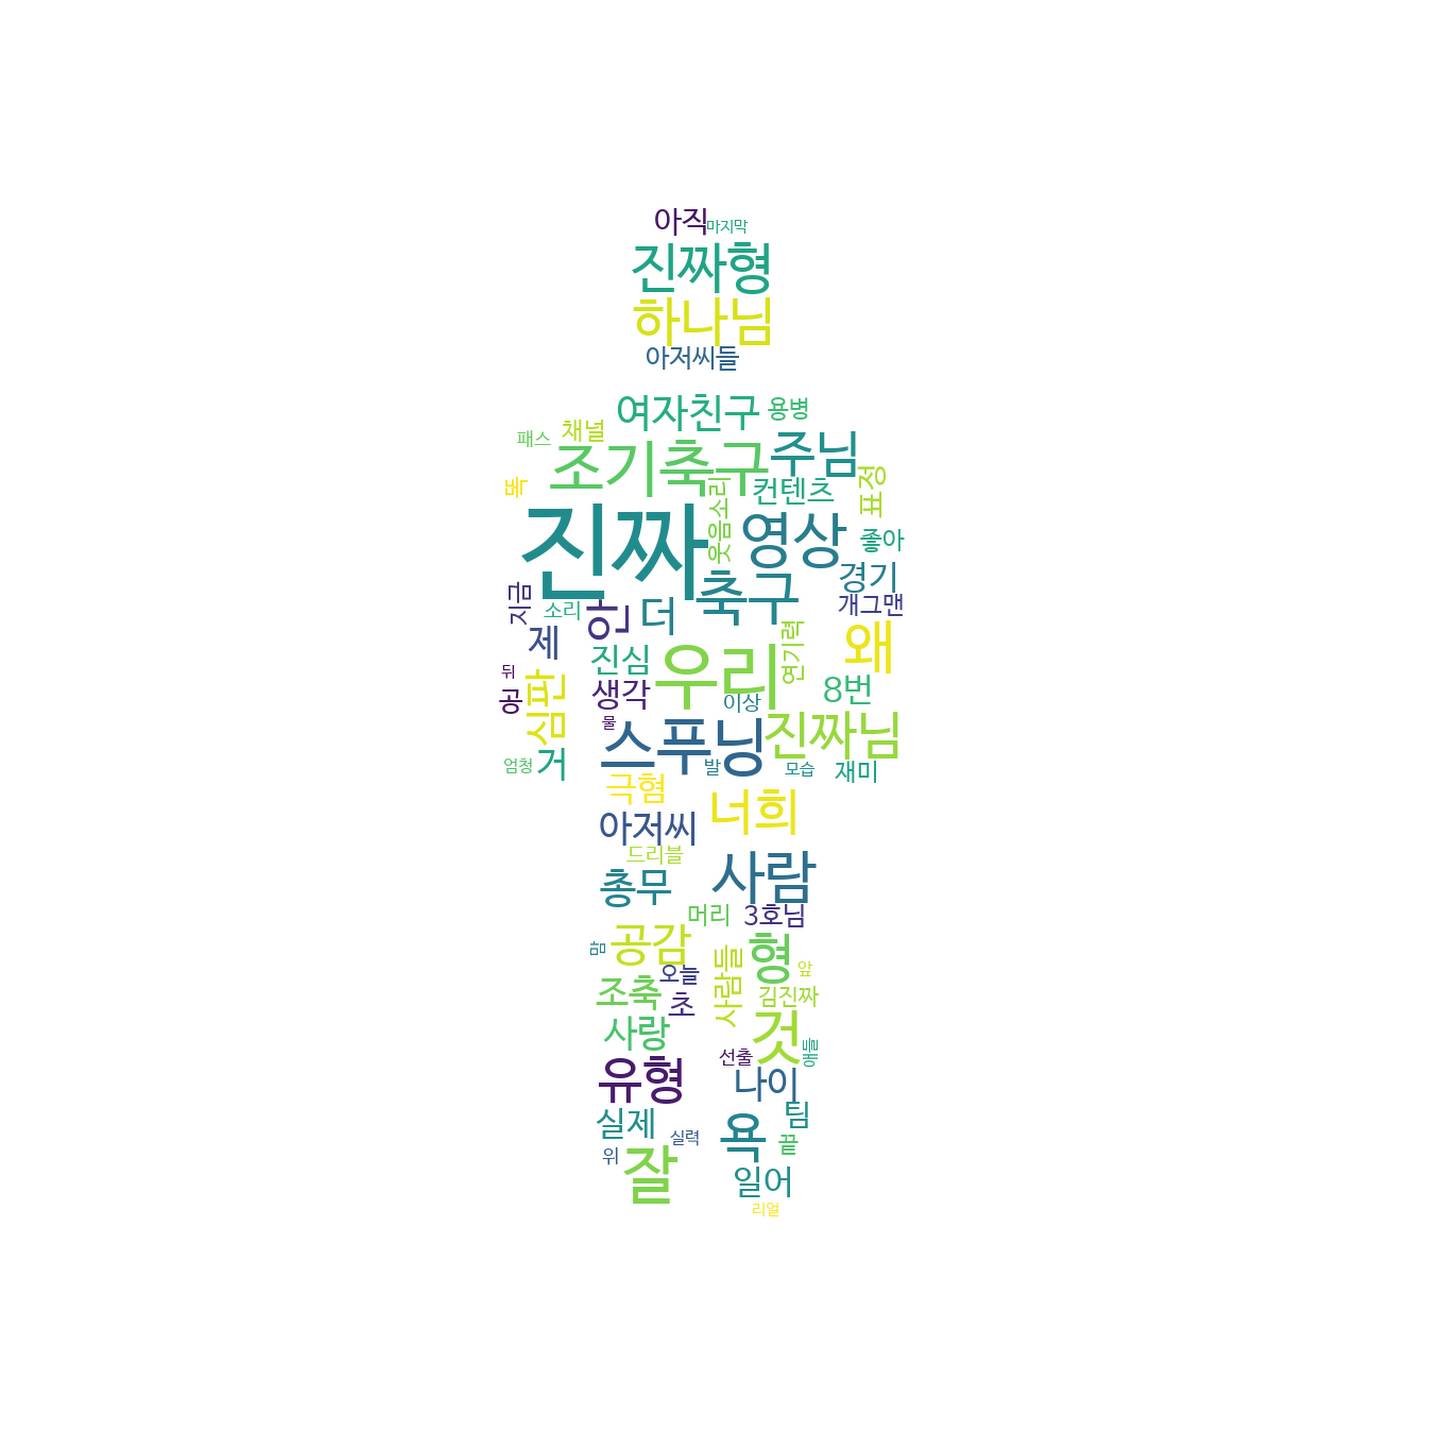 아직 마지막
진짜형
하나님
아저씨들
여자친구 용병
채널
패스
조기축구 주님
똑
웃음소리
컨텐츠
표정
진짜
영상
좋아
축구
경기
지금
소리
안
더
개그맨
제
왜
진심
우리
연기력
뒤
공
심판
생각
이상
8번
물
스푸닝
진짜님
엄청
거
발
모습
재미
극혐
너희
아저씨
드리블
사람
총무
머리
3호님
맘
공감
형
오늘
사람들
앞
조축
초
김진짜
사랑
것
선출
애들
유형
나이
실제
팀
실력
욕
끝
위
잘
일어
리얼